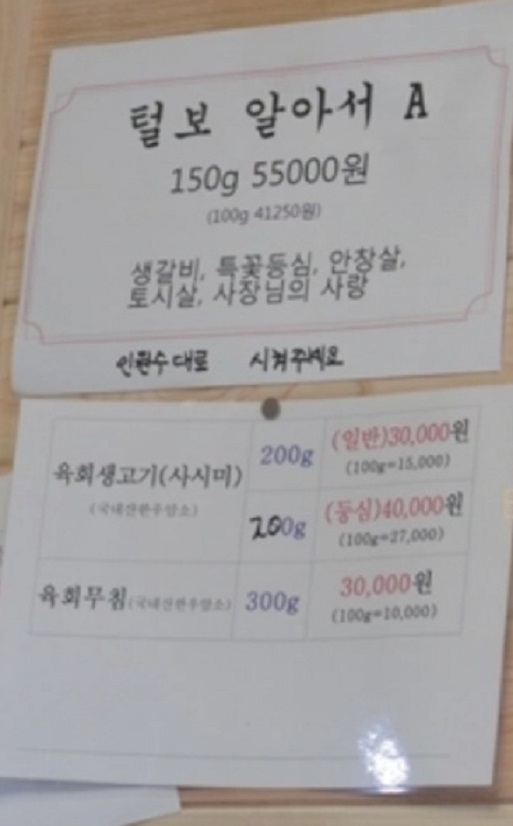 털보 알아서 A
150g 55000원
(100g 41250원)
생갈비, 특꽃등심, 안창살,
토시살, 사장님의 사랑
인원수대로 시켜주세요
육회생고기(사시미) 200g (일반)30,000원
(100g=15,000)
(국내산한우암소) 200g (등심)40,000원
(100g=27,000)
육회무침(국내산한우암소) 300g 30,000원
(100g=10,000)